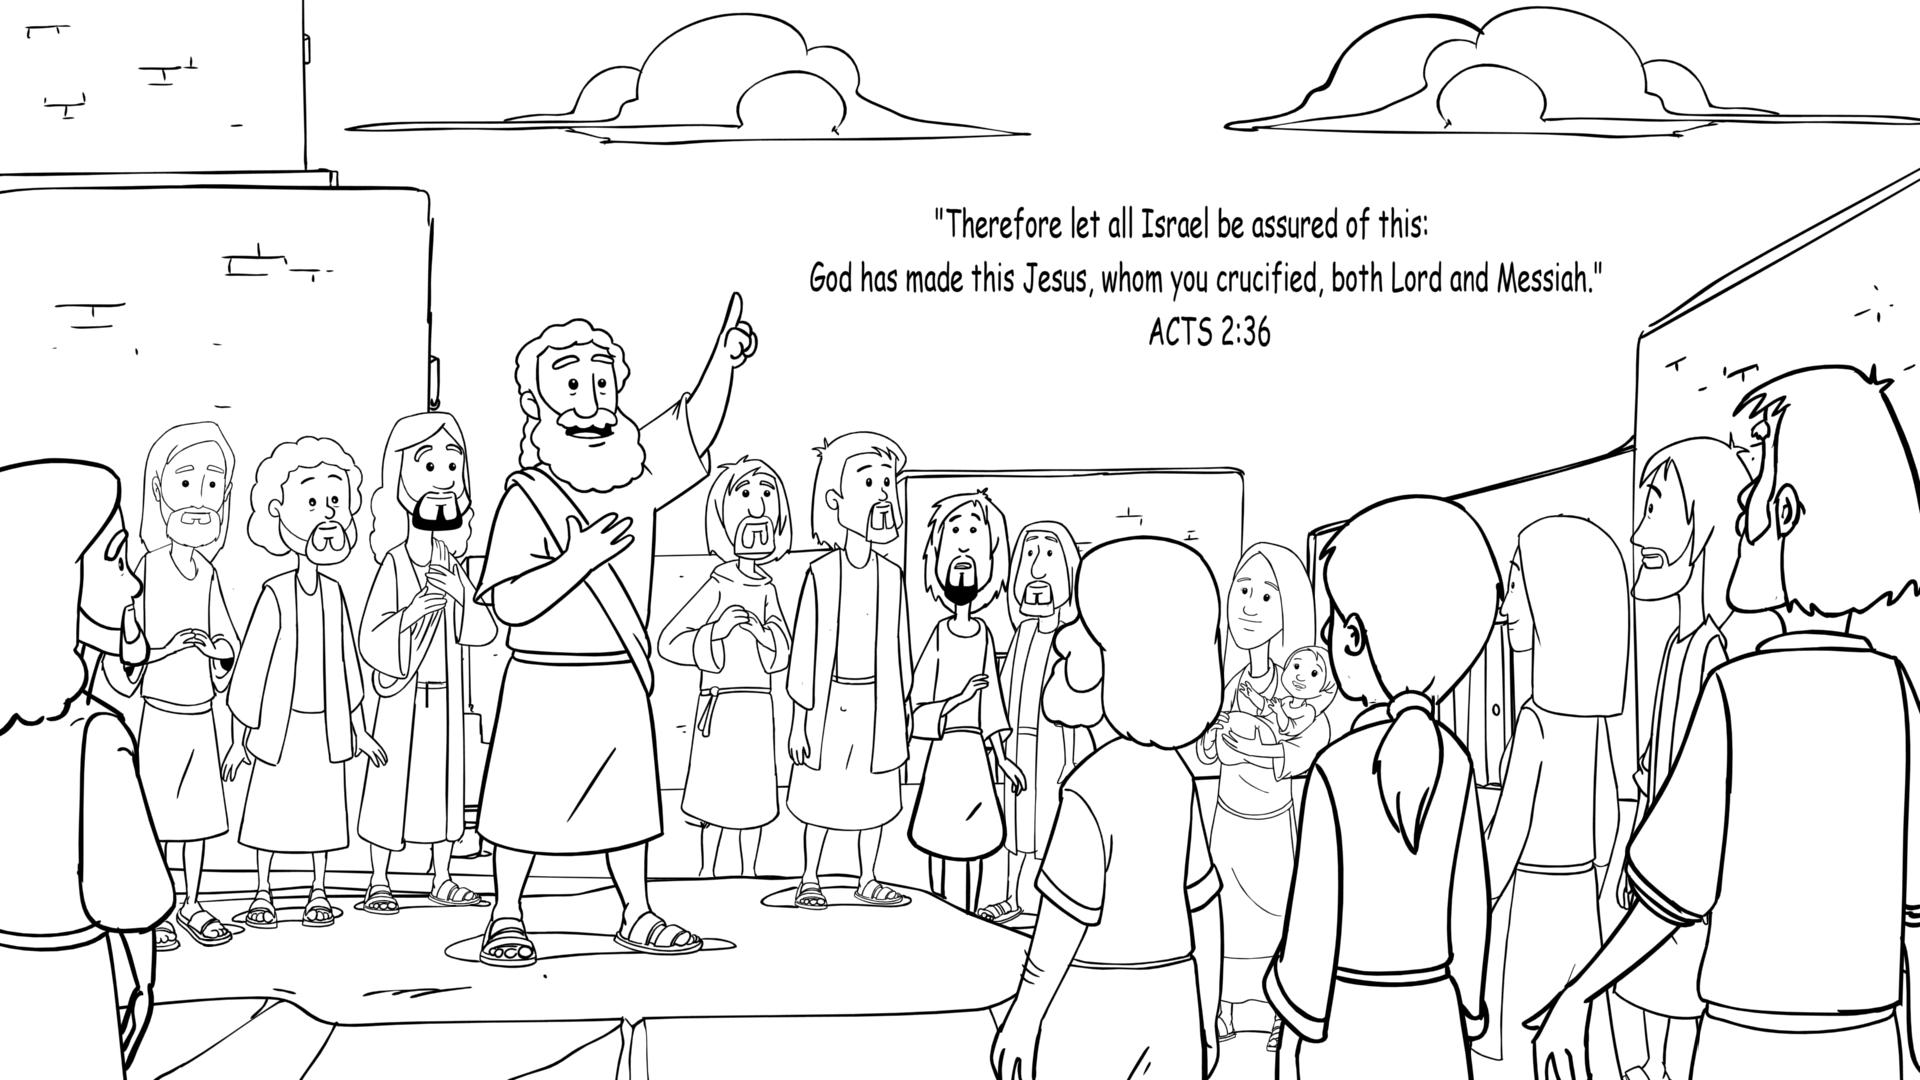 "Therefore let all Israel be assured of this:
God has made this Jesus, whom you crucified, both Lord and Messiah."
ACTS 2:36